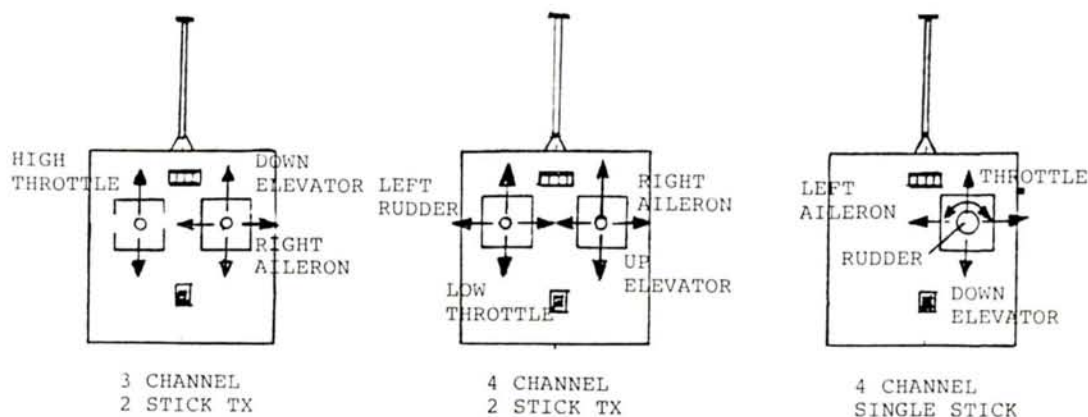 HIGH
THROTTLE
DOWN
ELEVATOR
RIGHT
AILERON
3 CHANNEL
2 STICK TX
LEFT
RUDDER
RIGHT
AILERON
LOW
THROTTLE
UP
ELEVATOR
4 CHANNEL
2 STICK TX
LEFT
AILERON
THROTTLE
RUDDER
DOWN
ELEVATOR
4 CHANNEL
SINGLE STICK